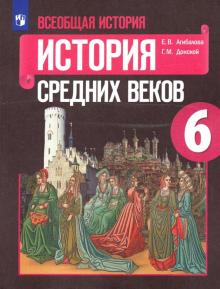 ВСЕОБЩАЯ ИСТОРИЯ
Е. В. Агибалова
Г. М. Донской
ИСТОРИЯ
СРЕДНИХ ВЕКОВ
6